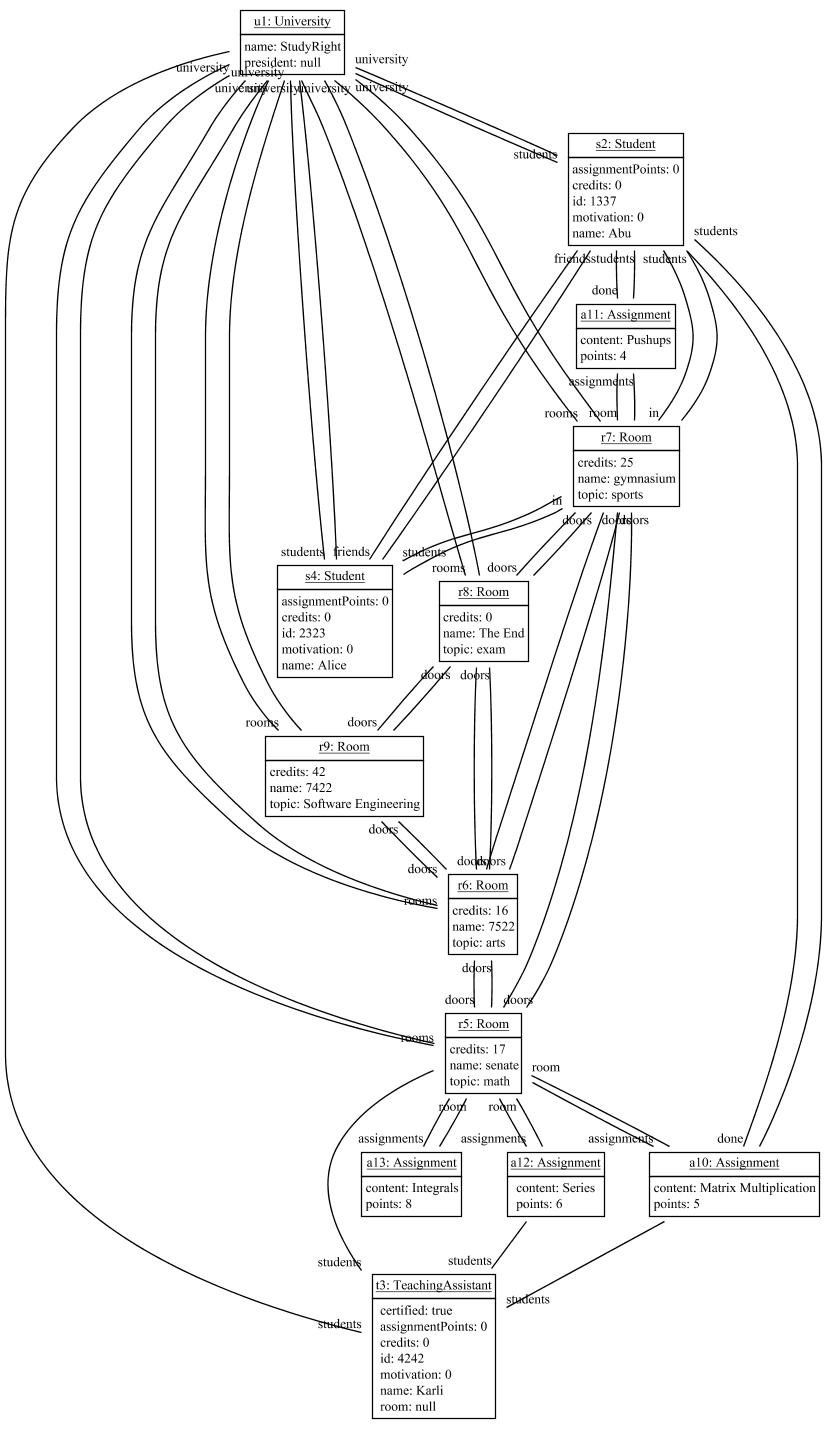 u1: University
name: StudyRight
president: null
university
university
university
university
university
university
university
students
s2: Student
assignmentPoints: 0
credits: 0
id: 1337
motivation: 0
name: Abu
students
friends
students
students
done
a11: Assignment
content: Pushups
points: 4
assignments
rooms
room
in
r7: Room
credits: 25
name: gymnasium
topic: sports
in
doors
doors
doors
students
friends
students
rooms
doors
s4: Student
assignmentPoints: 0
credits: 0
id: 2323
motivation: 0
name: Alice
r8: Room
credits: 0
name: The End
topic: exam
doors
doors
rooms
doors
r9: Room
credits: 42
name: 7422
topic: Software Engineering
doors
doors
doors
doors
rooms
r6: Room
credits: 16
name: 7522
topic: arts
doors
doors
doors
rooms
r5: Room
credits: 17
name: senate
topic: math
room
room
room
assignments
assignments
assignments
done
a13: Assignment
content: Integrals
points: 8
a12: Assignment
content: Series
points: 6
a10: Assignment
content: Matrix Multiplication
points: 5
students
students
students
students
t3: TeachingAssistant
certified: true
assignmentPoints: 0
credits: 0
id: 4242
motivation: 0
name: Karli
room: null